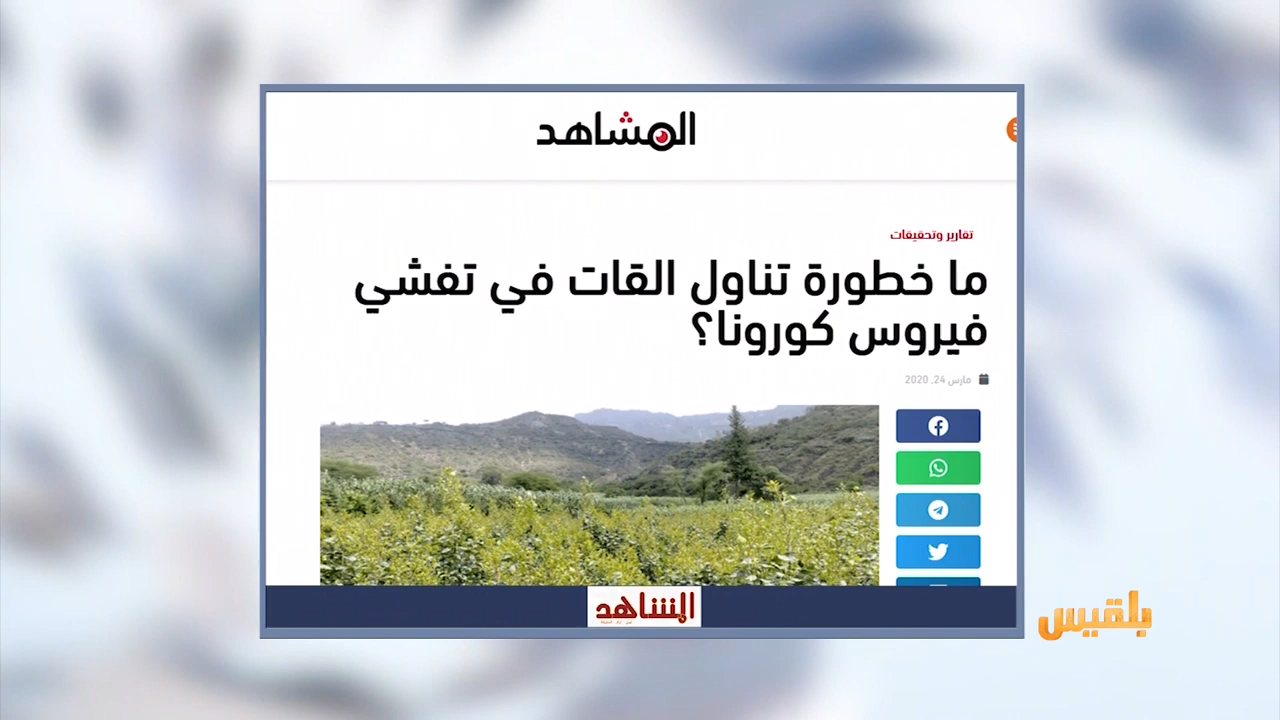 المشاهد
تقارير وتحقيقات
ما خطورة تناول القات في تفشي
فيروس كورونا؟
مارس 24, 2020
المشاهد
بلقيس